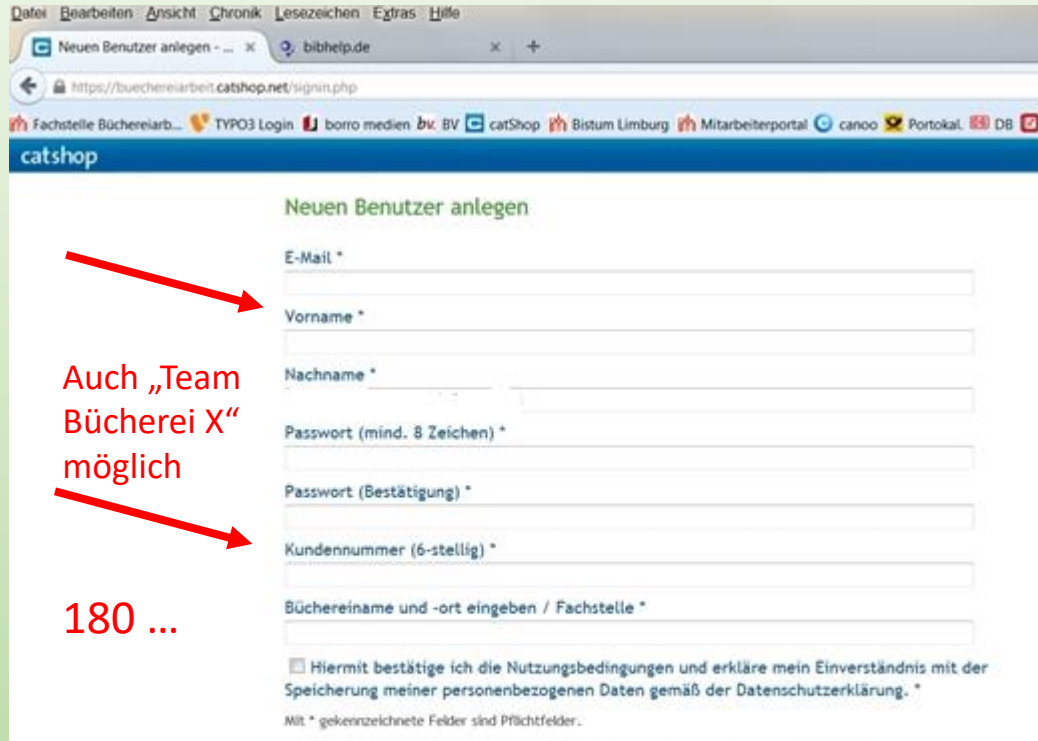 Datei Bearbeiten Ansicht Chronik Lesezeichen Extras Hilfe
Neuen Benutzer anlegen - ... × bibhelp.de × +
https://buechereiarbeit.catshop.net/signin.php
Fachstelle Büchereiarb... TYPO3 Login borro medien bv. BV catShop Bistum Limburg Mitarbeiterportal canoo Portokal. DB
catshop
Neuen Benutzer anlegen
E-Mail *
Vorname *
Auch „Team
Bücherei X“
möglich
Nachname *
Passwort (mind. 8 Zeichen) *
Passwort (Bestätigung) *
Kundennummer (6-stellig) *
180 ...
Büchereiname und -ort eingeben / Fachstelle *
Hiermit bestätige ich die Nutzungsbedingungen und erkläre mein Einverständnis mit der
Speicherung meiner personenbezogenen Daten gemäß der Datenschutzerklärung. *
Mit * gekennzeichnete Felder sind Pflichtfelder.